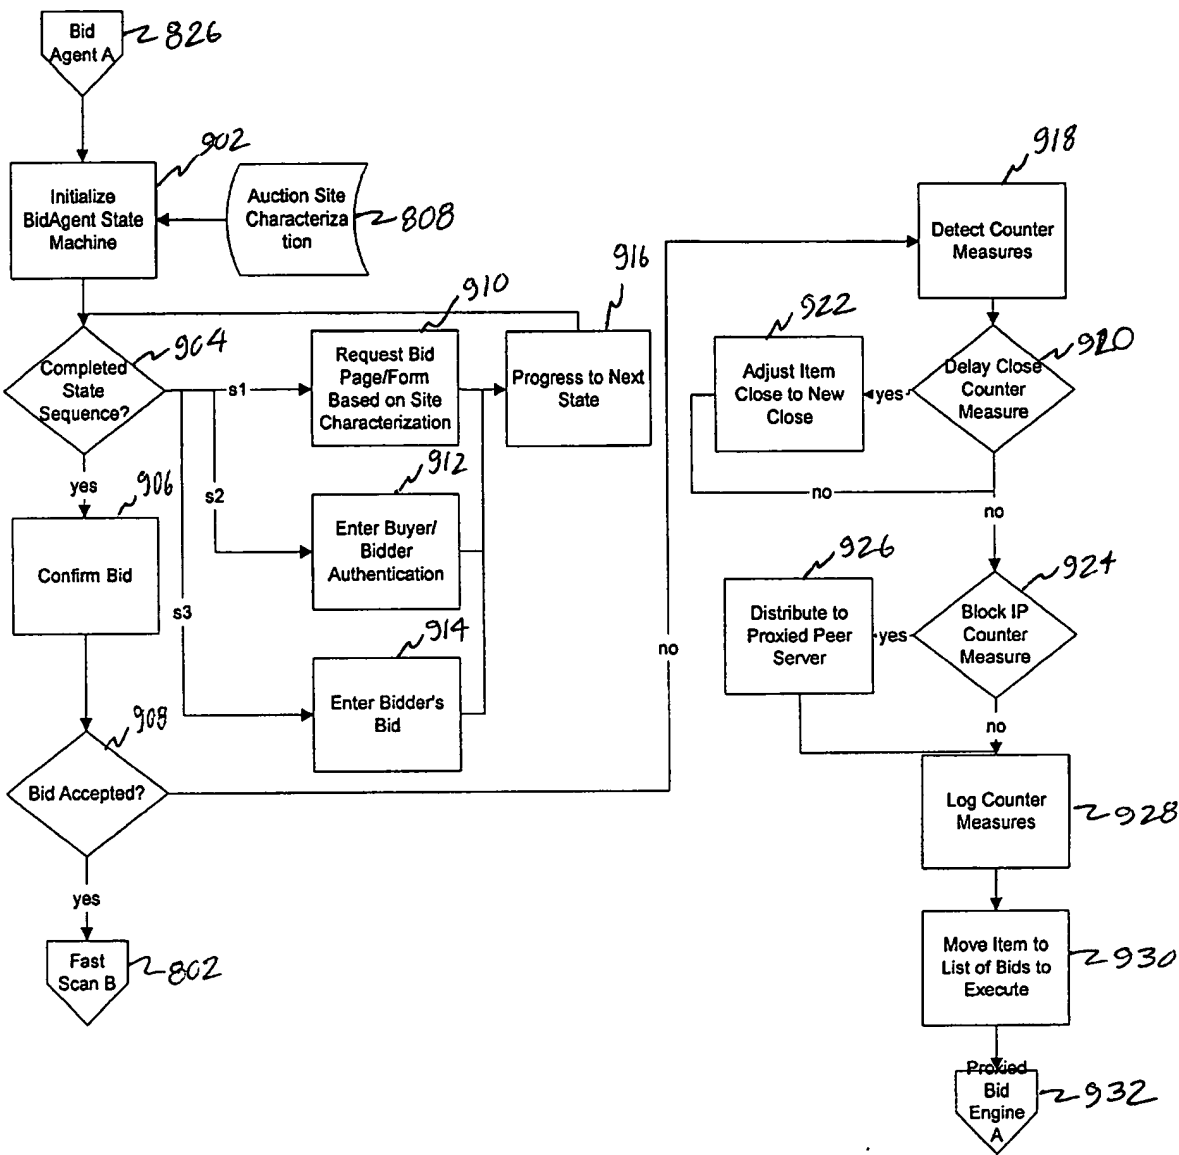 Bid
Agent A
826
902
Initialize
BidAgent State
Machine
Auction Site
Characteriza
tion
808
904
Completed
State
Sequence?
s1
s2
s3
yes
910
Request Bid
Page/Form
Based on Site
Characterization
916
Progress to Next
State
912
Enter Buyer/
Bidder
Authentication
914
Enter Bidder's
Bid
906
Confirm Bid
908
Bid Accepted?
no
yes
Fast
Scan B
802
918
Detect Counter
Measures
920
Delay Close
Counter
Measure
yes
922
Adjust Item
Close to New
Close
no
no
924
Block IP
Counter
Measure
yes
926
Distribute to
Proxied Peer
Server
no
Log Counter
Measures
928
Move Item to
List of Bids to
Execute
930
Proxied
Bid
Engine
A
932